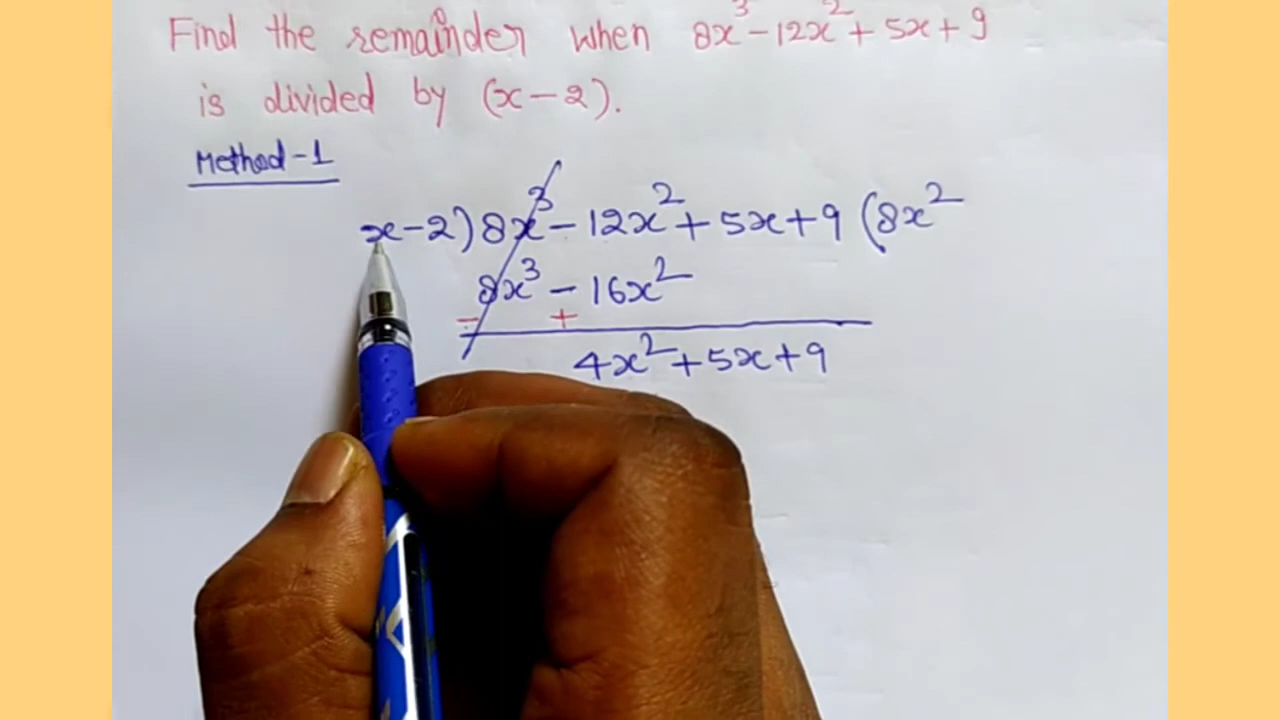 Find the remainder when 8x³-12x²+5x+9
is divided by (x-2).
Method-1
x-2)8x³-12x²+5x+9(8x²
8x³-16x²
- +
4x²+5x+9